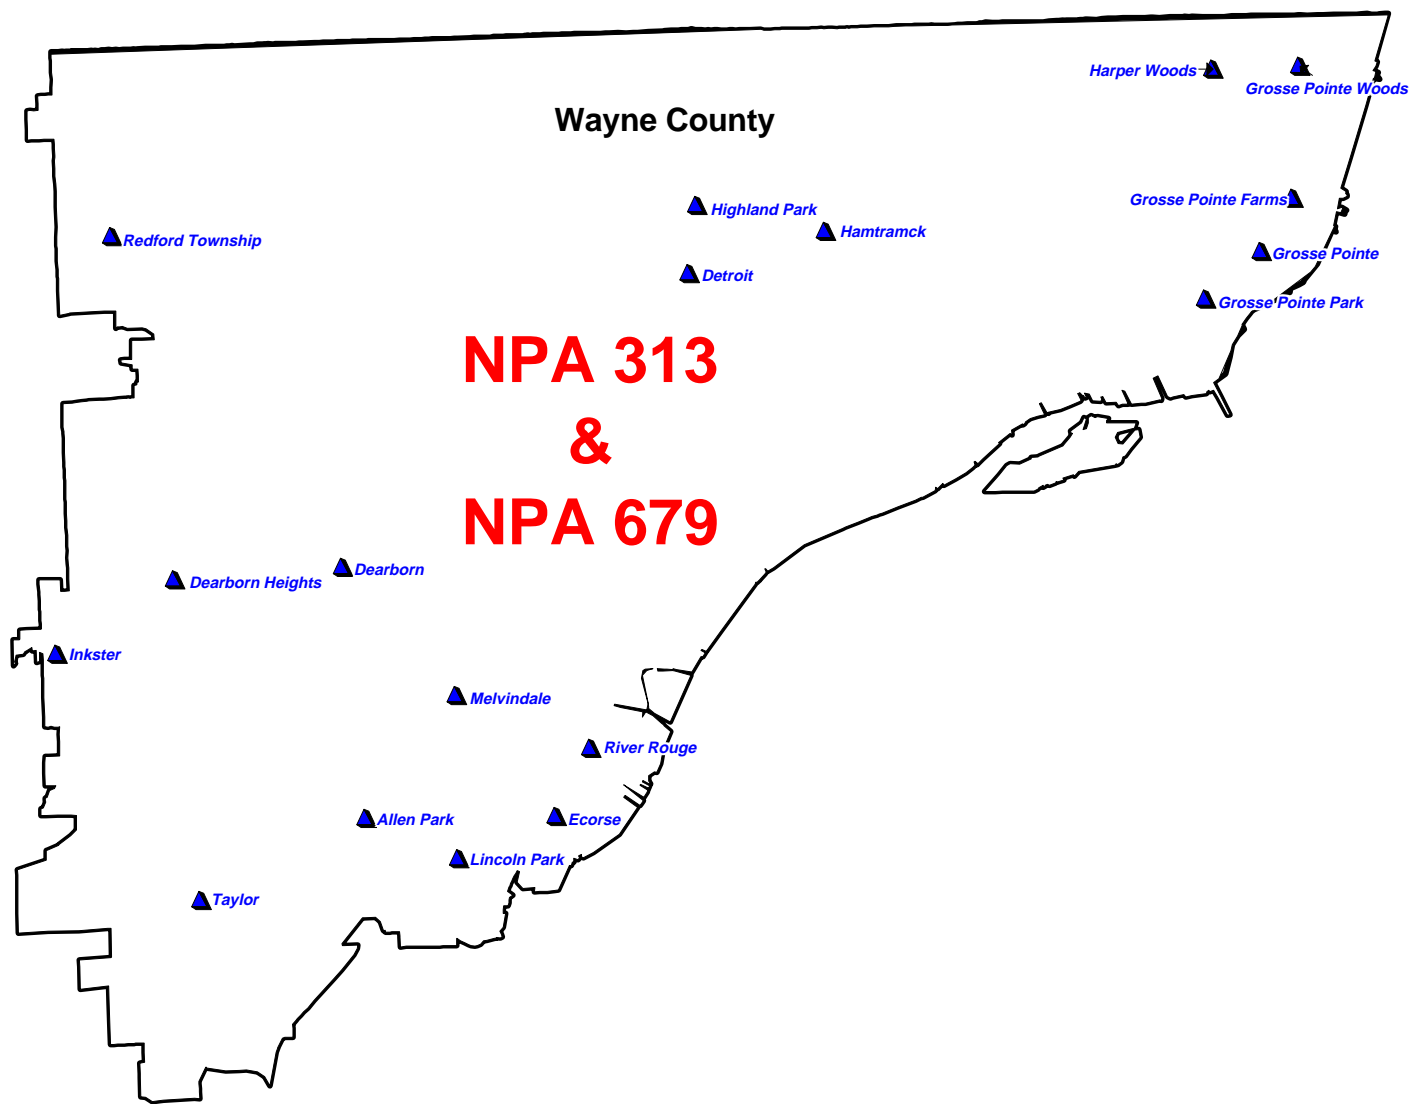 Harper Woods
Grosse Pointe Woods
Wayne County
Grosse Pointe Farms
Highland Park
Hamtramck
Redford Township
Grosse Pointe
Detroit
Grosse Pointe Park
NPA 313
&
NPA 679
Dearborn
Dearborn Heights
Inkster
Melvindale
River Rouge
Allen Park
Ecorse
Lincoln Park
Taylor